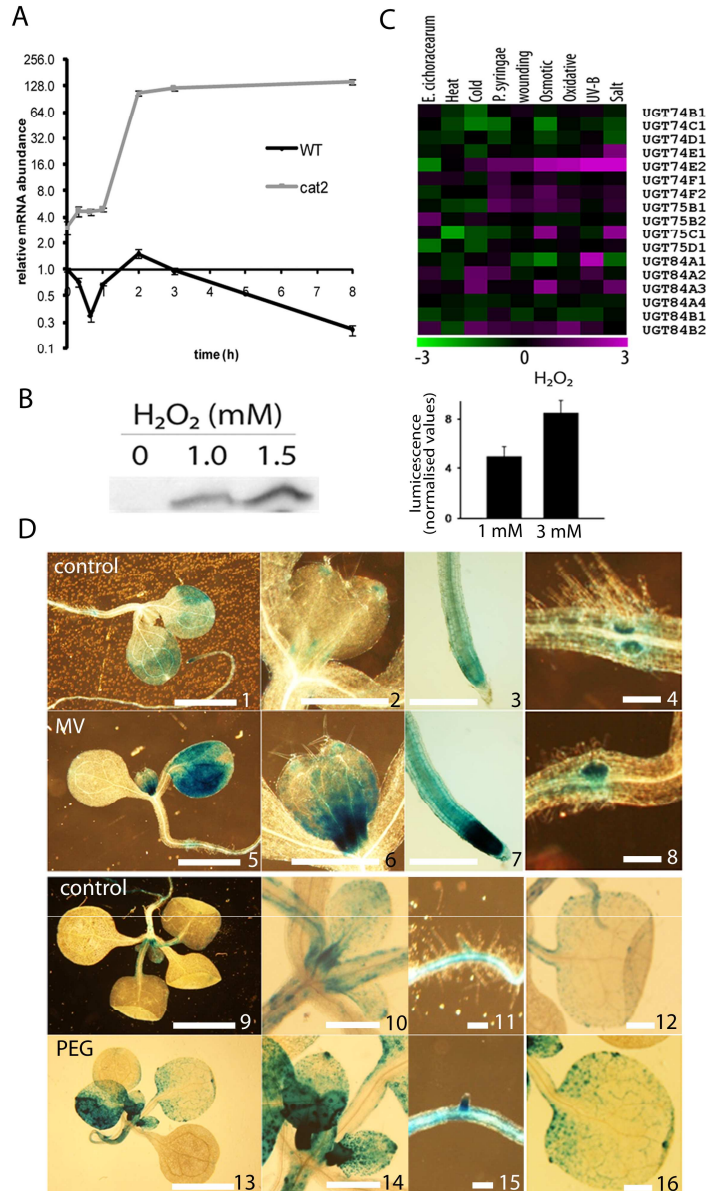 A
256.0
128.0
64.0
32.0
16.0
8.0
4.0
2.0
1.0
0.5
0.3
0.1
relative mRNA abundance
WT
cat2
0 1 2 3 4 5 6 7 8
time (h)
C
E. cichoracearum
Heat
Cold
P. syringae
wounding
Osmotic
Oxidative
UV-B
Salt
UGT74B1
UGT74C1
UGT74D1
UGT74E1
UGT74E2
UGT74F1
UGT74F2
UGT75B1
UGT75B2
UGT75C1
UGT75D1
UGT84A1
UGT84A2
UGT84A3
UGT84A4
UGT84B1
UGT84B2
-3 0 3
B
H₂O₂ (mM)
0 1.0 1.5
H₂O₂
lumicescence
(normalised values)
8
4
0
1 mM 3 mM
D
control
1
2
3
4
MV
5
6
7
8
control
9
10
11
12
PEG
13
14
15
16